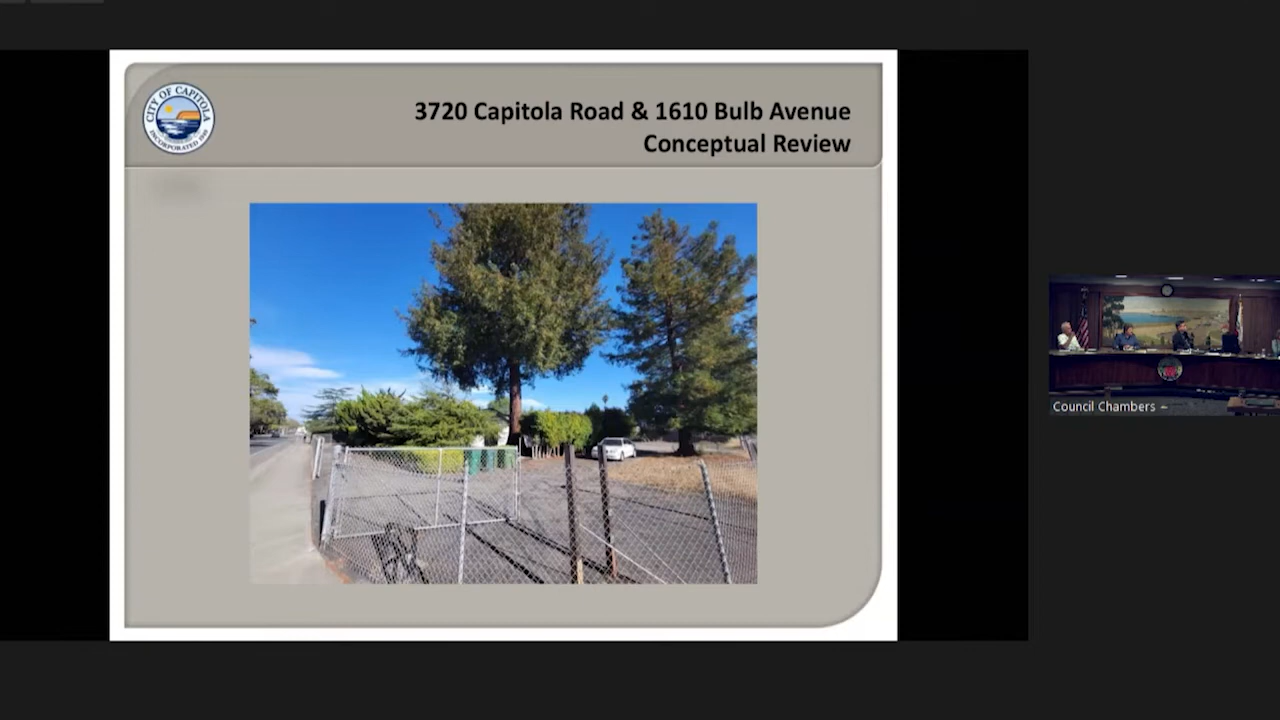 3720 Capitola Road & 1610 Bulb Avenue
Conceptual Review
CITY OF CAPITOLA
INCORPORATED 1949
Council Chambers